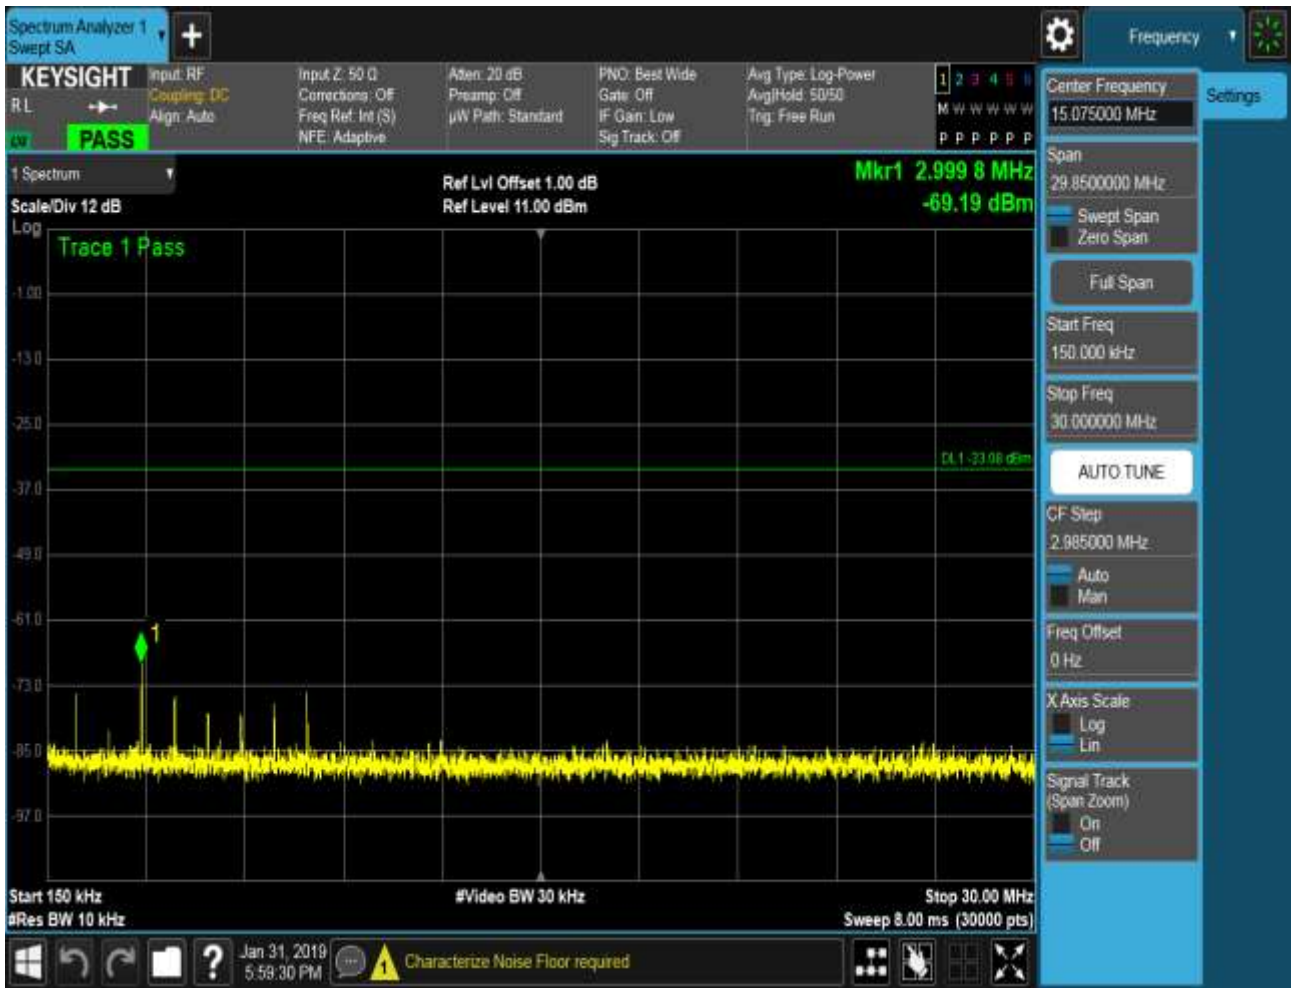 Spectrum Analyzer 1
Swept SA
Frequency
KEYSIGHT
R L
PASS
Input: RF
Coupling: DC
Align: Auto
Input Z: 50 Ω
Corrections: Off
Freq Ref: Int (S)
NFE: Adaptive
Atten: 20 dB
Preamp: Off
µW Path: Standard
PNO: Best Wide
Gate: Off
IF Gain: Low
Sig Track: Off
Avg Type: Log-Power
Avg|Hold: 50/50
Trig: Free Run
1 2 3 4 5 6
M W W W W W
P P P P P P
1 Spectrum
Scale/Div 12 dB
Log
Ref Lvl Offset 1.00 dB
Ref Level 11.00 dBm
Mkr1 2.999 8 MHz
-69.19 dBm
Trace 1 Pass
-1.00
-13.0
-25.0
DL1 -33.08 dBm
-37.0
-49.0
-61.0
1
-73.0
-85.0
-97.0
Start 150 kHz
#Res BW 10 kHz
#Video BW 30 kHz
Stop 30.00 MHz
Sweep 8.00 ms (30000 pts)
Jan 31, 2019
5:59:30 PM
1
Characterize Noise Floor required
Center Frequency
15.075000 MHz
Settings
Span
29.8500000 MHz
Swept Span
Zero Span
Full Span
Start Freq
150.000 kHz
Stop Freq
30.000000 MHz
AUTO TUNE
CF Step
2.985000 MHz
Auto
Man
Freq Offset
0 Hz
X Axis Scale
Log
Lin
Signal Track
(Span Zoom)
On
Off